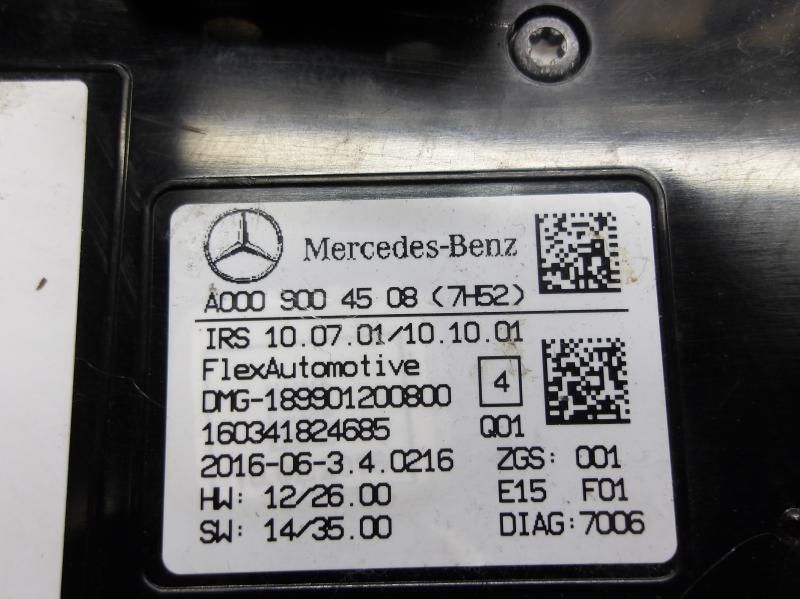 Mercedes-Benz
A000 900 45 08 (7H52)
IRS 10.07.01/10.10.01
FlexAutomotive
DMG-189901200800
4
160341824685 Q01
2016-06-3.4.0216 ZGS: 001
HW: 12/26.00 E15 F01
SW: 14/35.00 DIAG:7006